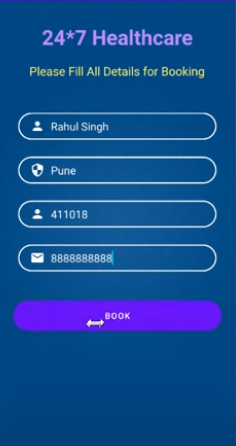 24*7 Healthcare
Please Fill All Details for Booking
Rahul Singh
Pune
411018
8888888888
BOOK